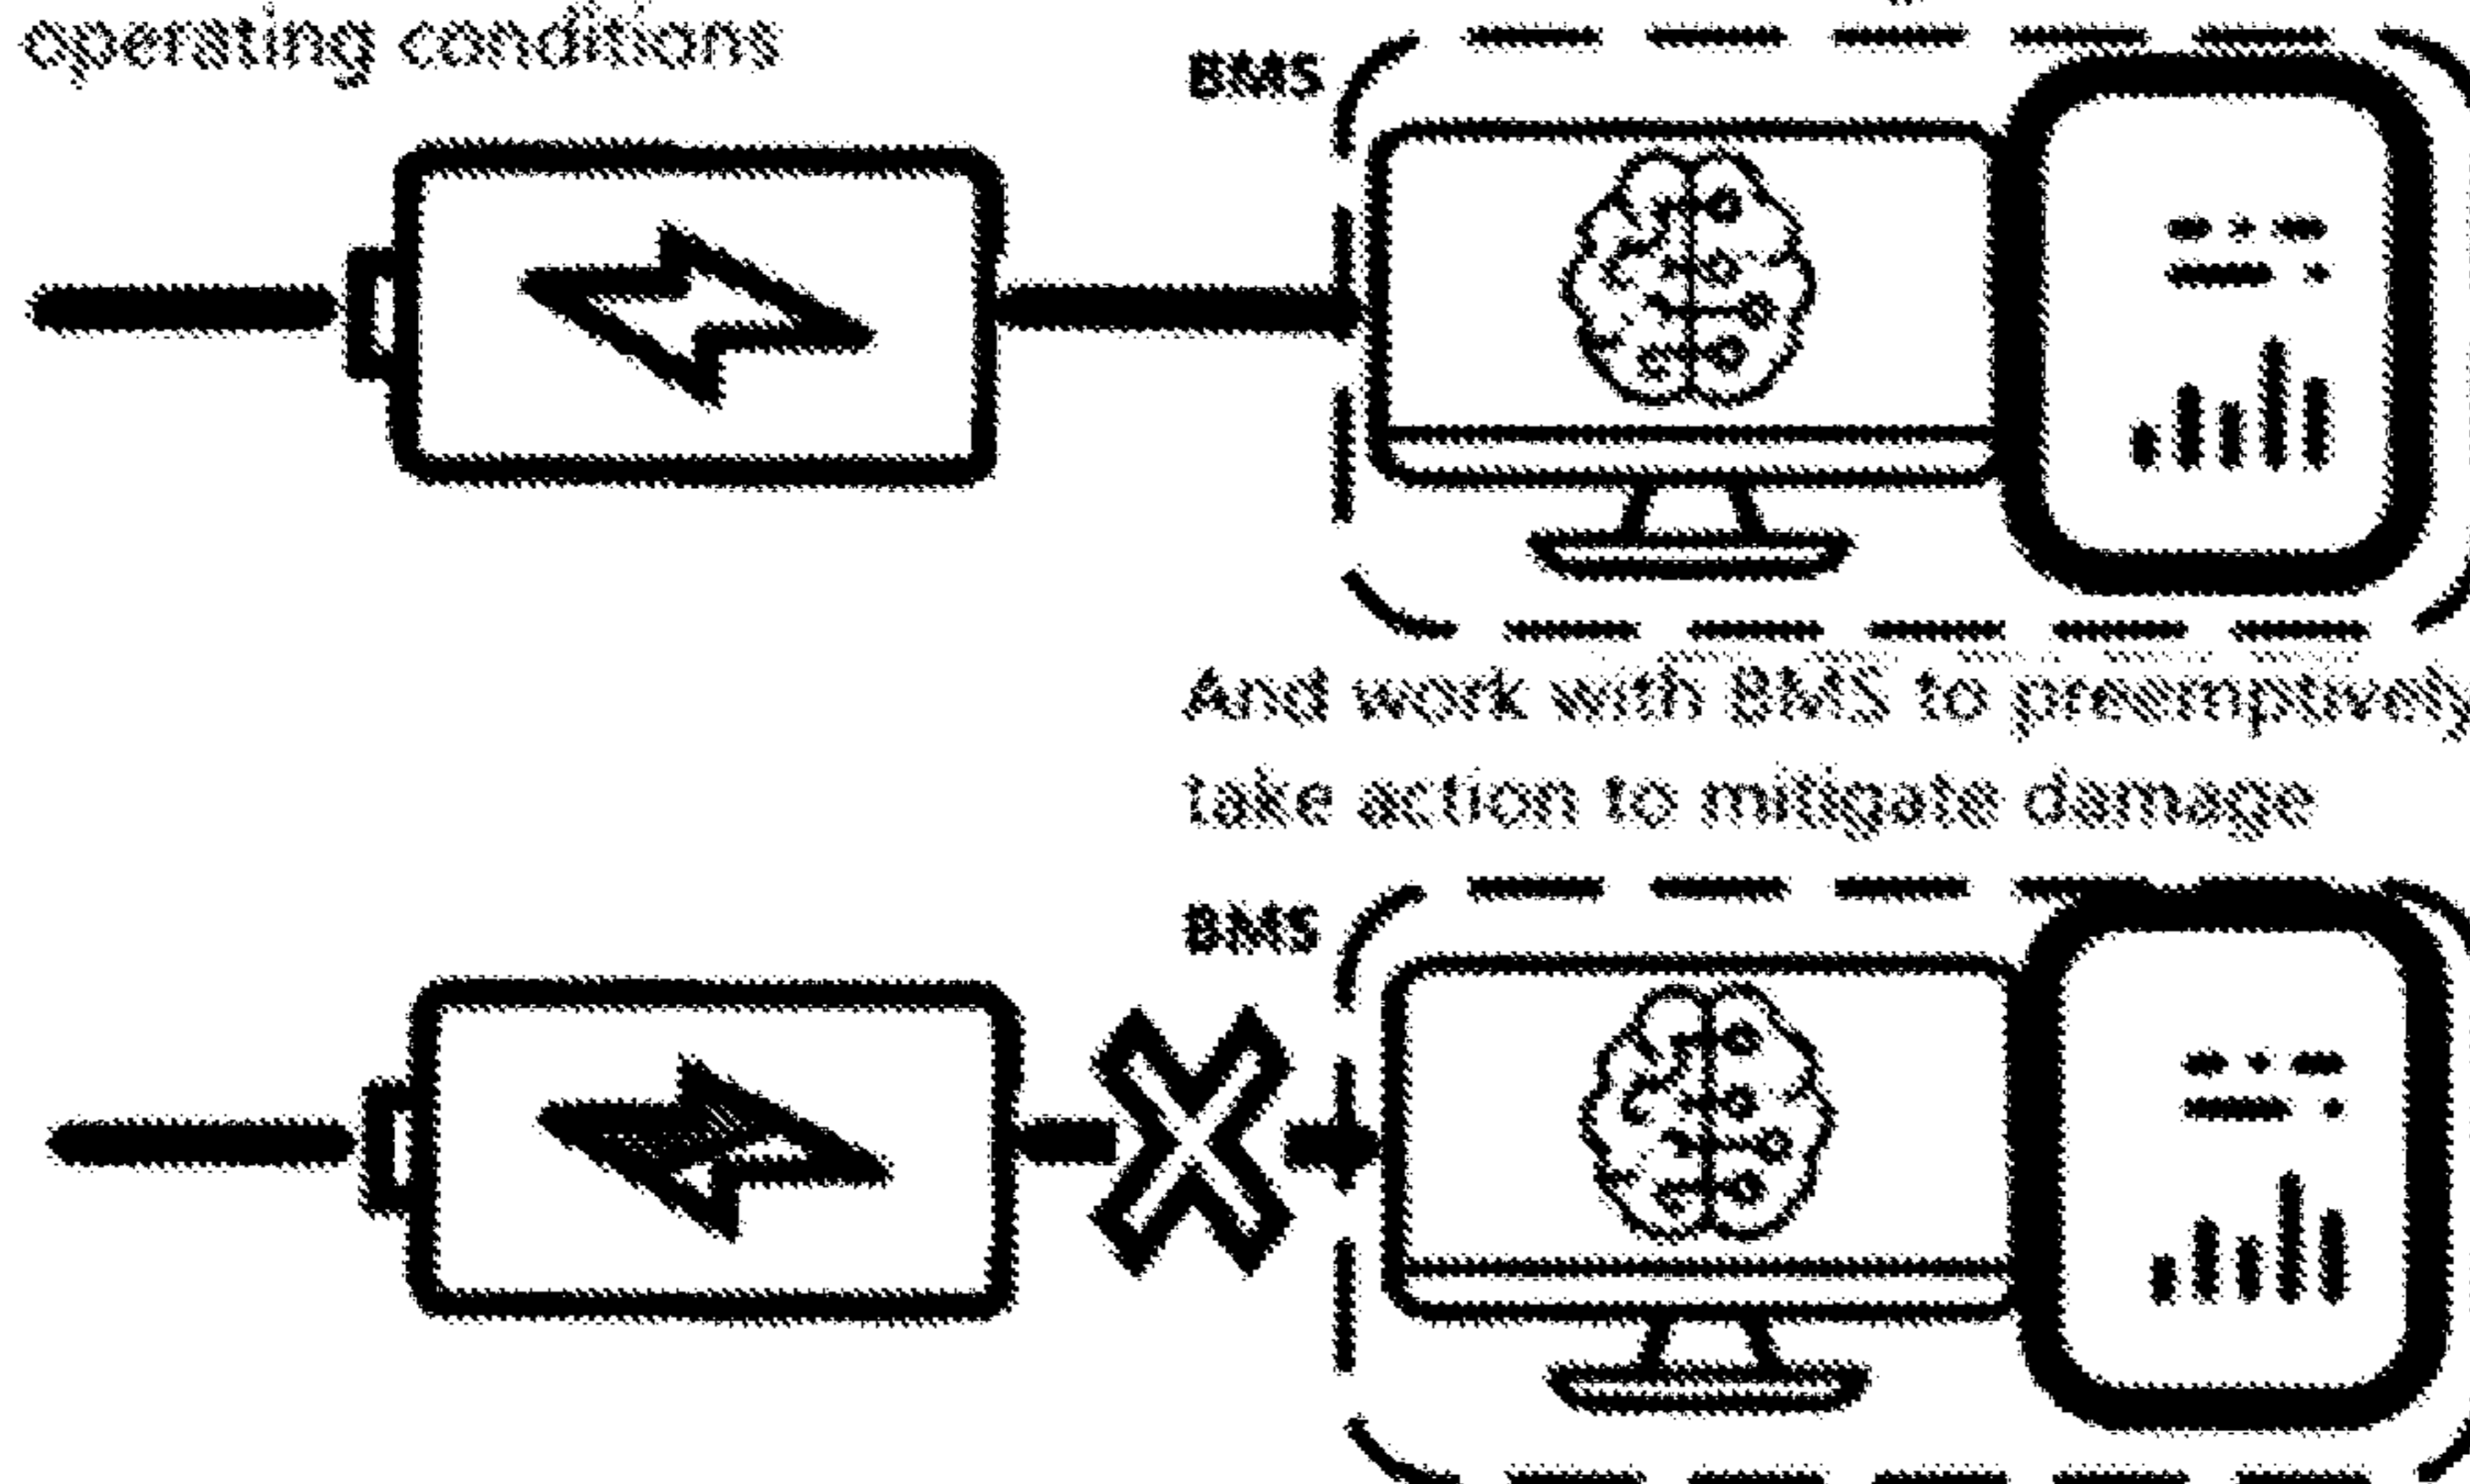 operating conditions
BMS
And work with BMS to preemptively
take action to mitigate damage
BMS